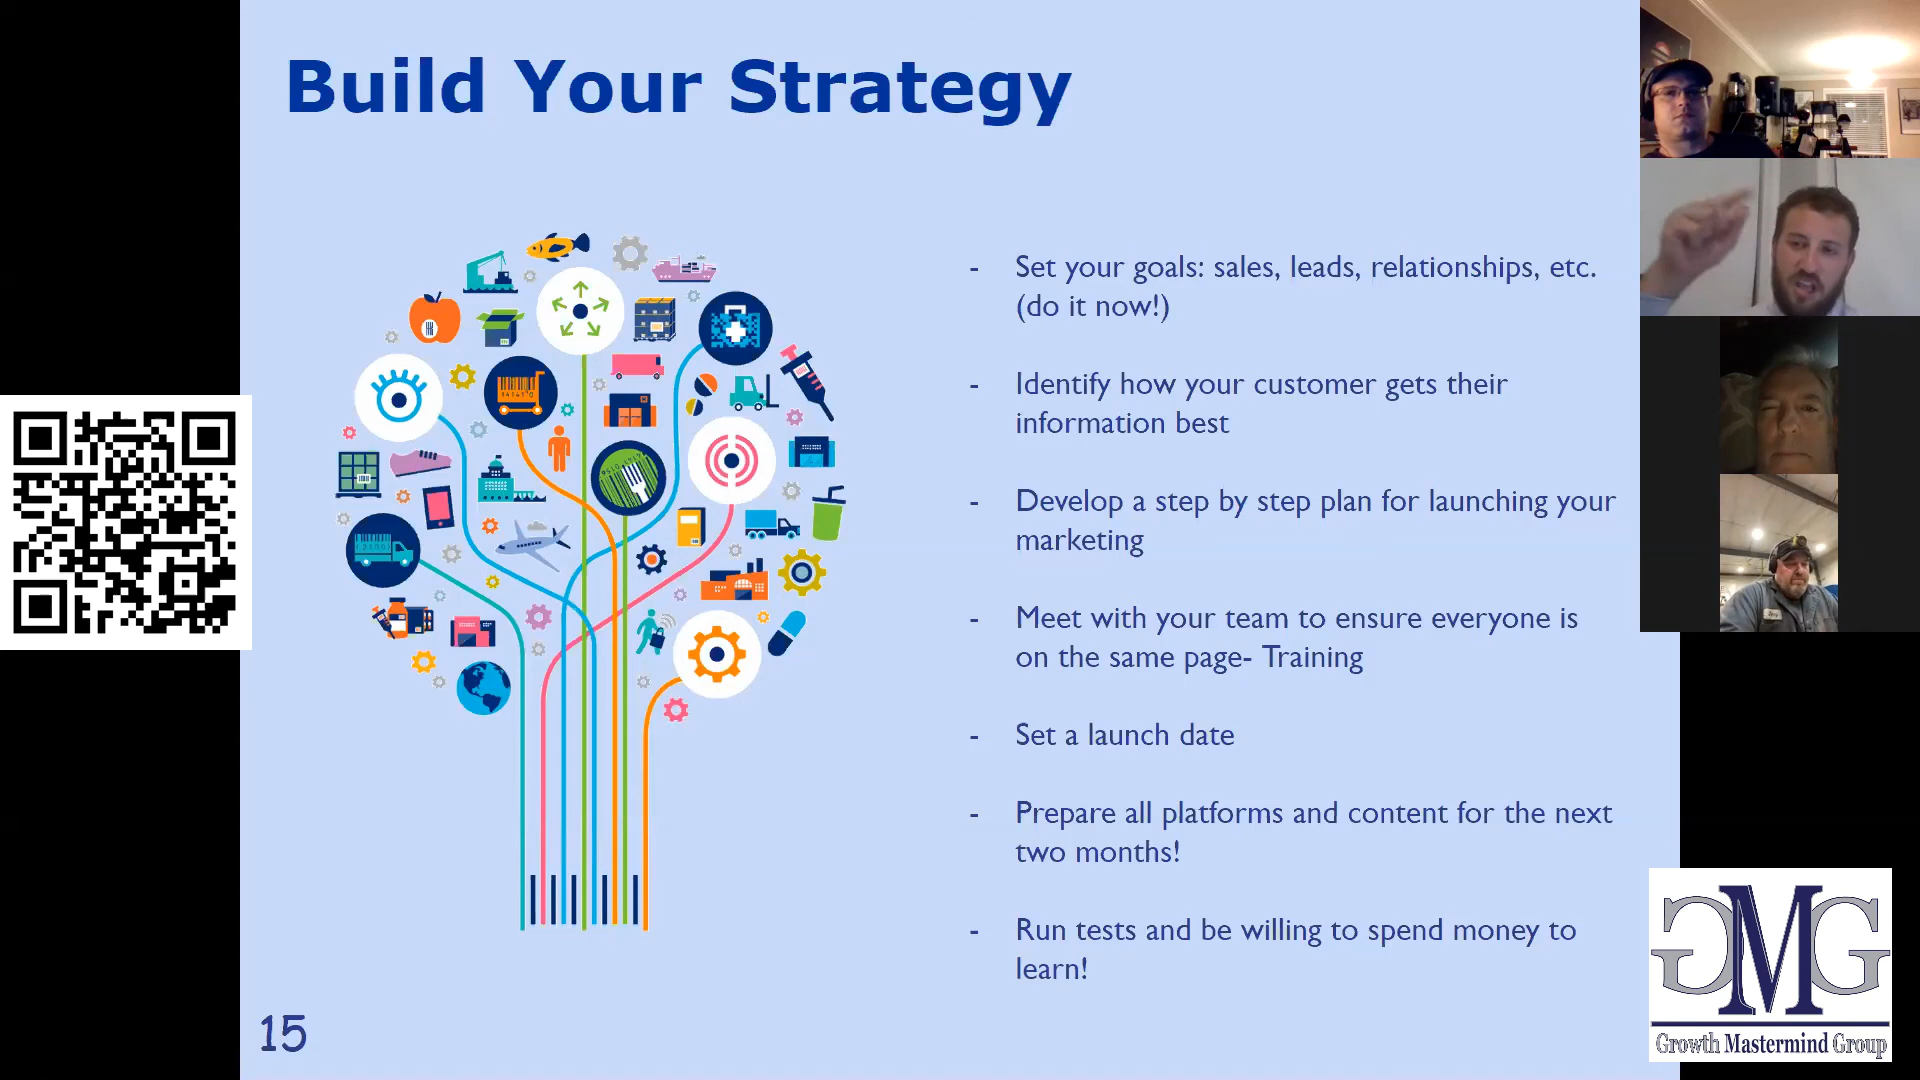 Build Your Strategy
- Set your goals: sales, leads, relationships, etc.
(do it now!)
- Identify how your customer gets their
information best
- Develop a step by step plan for launching your
marketing
- Meet with your team to ensure everyone is
on the same page- Training
- Set a launch date
- Prepare all platforms and content for the next
two months!
- Run tests and be willing to spend money to
learn!
15
GMG
Growth Mastermind Group